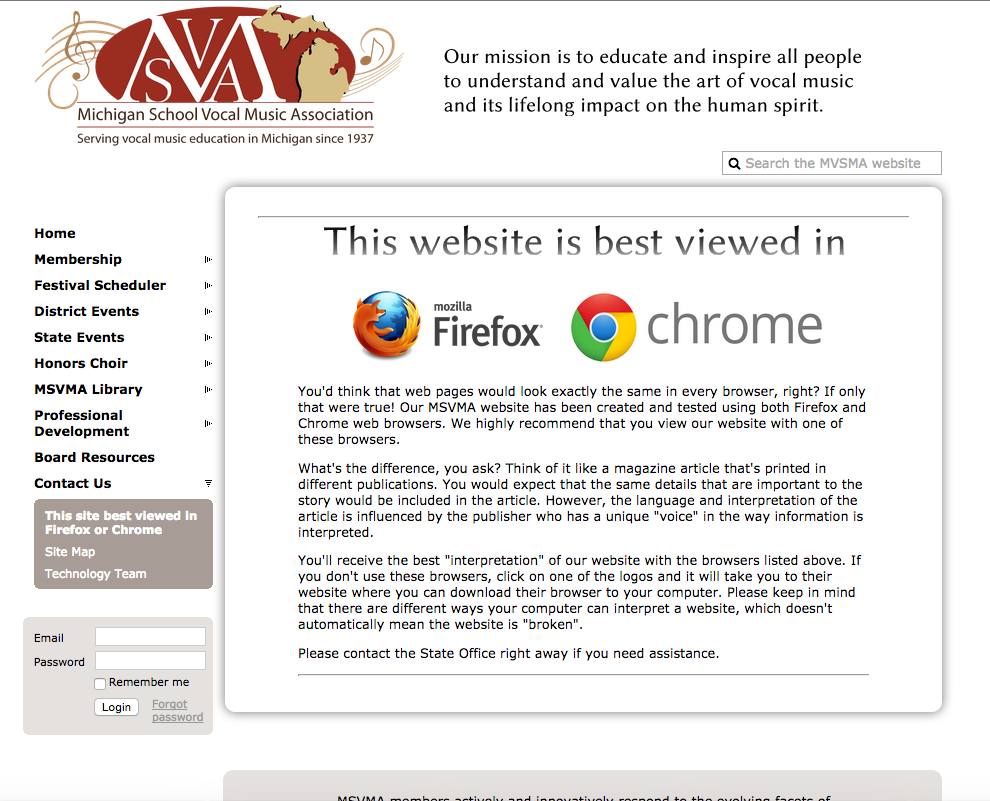 MSVMA
Michigan School Vocal Music Association
Serving vocal music education in Michigan since 1937
Our mission is to educate and inspire all people
to understand and value the art of vocal music
and its lifelong impact on the human spirit.
Search the MVSMA website
Home
Membership
Festival Scheduler
District Events
State Events
Honors Choir
MSVMA Library
Professional
Development
Board Resources
Contact Us
This site best viewed in
Firefox or Chrome
Site Map
Technology Team
Email
Password
Remember me
Login
Forgot
password
This website is best viewed in
mozilla
Firefox
chrome
You'd think that web pages would look exactly the same in every browser, right? If only
that were true! Our MSVMA website has been created and tested using both Firefox and
Chrome web browsers. We highly recommend that you view our website with one of
these browsers.
What's the difference, you ask? Think of it like a magazine article that's printed in
different publications. You would expect that the same details that are important to the
story would be included in the article. However, the language and interpretation of the
article is influenced by the publisher who has a unique "voice" in the way information is
interpreted.
You'll receive the best "interpretation" of our website with the browsers listed above. If
you don't use these browsers, click on one of the logos and it will take you to their
website where you can download their browser to your computer. Please keep in mind
that there are different ways your computer can interpret a website, which doesn't
automatically mean the website is "broken".
Please contact the State Office right away if you need assistance.
MSVMA members actively and innovatively respond to the evolving facets of